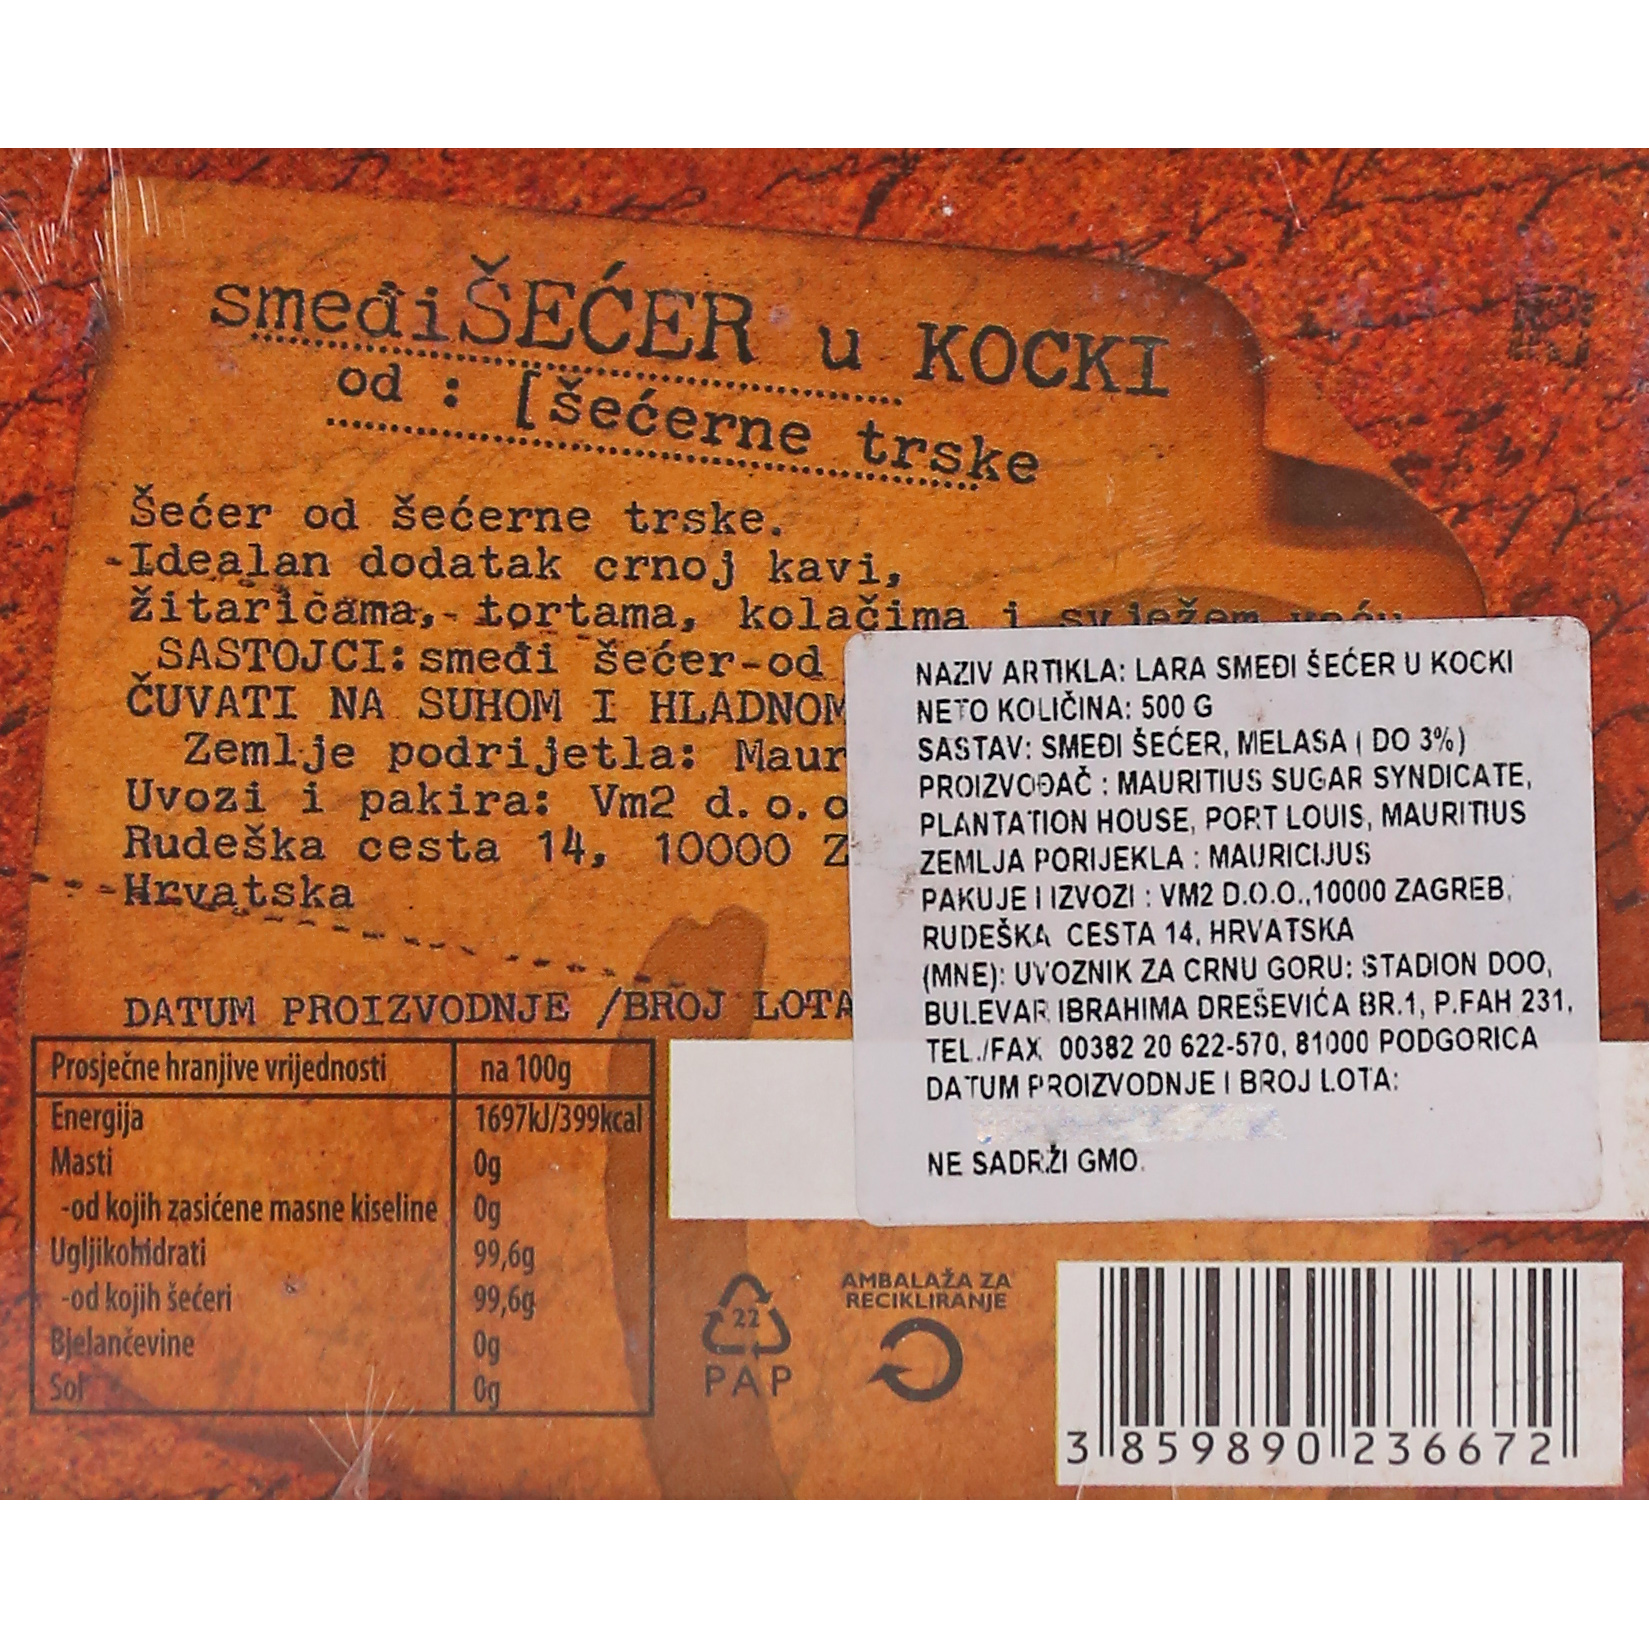 smeđiŠEĆER u KOCKI
od : [šećerne trske
Šećer od šećerne trske.
Idealan dodatak crnoj kavi,
žitaricama, tortama, kolačima i svježem voću
SASTOJCI: smeđi šećer-od
ČUVATI NA SUHOM I HLADNOM
Zemlje podrijetla: Maur
Uvozi i pakira: Vm2 d.o.o
Rudeška cesta 14, 10000 Z
Hrvatska
DATUM PROIZVODNJE /BROJ LOTA
NAZIV ARTIKLA: LARA SMEĐI ŠEĆER U KOCKI
NETO KOLIČINA: 500 G
SASTAV: SMEĐI ŠEĆER, MELASA ( DO 3%)
PROIZVOĐAČ : MAURITIUS SUGAR SYNDICATE,
PLANTATION HOUSE, PORT LOUIS, MAURITIUS
ZEMLJA PORIJEKLA : MAURICIJUS
PAKUJE I IZVOZI : VM2 D.O.O.,10000 ZAGREB,
RUDEŠKA CESTA 14, HRVATSKA
(MNE): UVOZNIK ZA CRNU GORU: STADION DOO,
BULEVAR IBRAHIMA DREŠEVIĆA BR.1, P.FAH 231,
TEL./FAX 00382 20 622-570, 81000 PODGORICA
DATUM PROIZVODNJE I BROJ LOTA:
NE SADRŽI GMO.
Prosječne hranjive vrijednosti na 100g
Energija 1697kJ/399kcal
Masti 0g
-od kojih zasićene masne kiseline 0g
Ugljikohidrati 99,6g
-od kojih šećeri 99,6g
Bjelančevine 0g
Sol 0g
22
PAP
AMBALAŽA ZA
RECIKLIRANJE
3 859890 236672